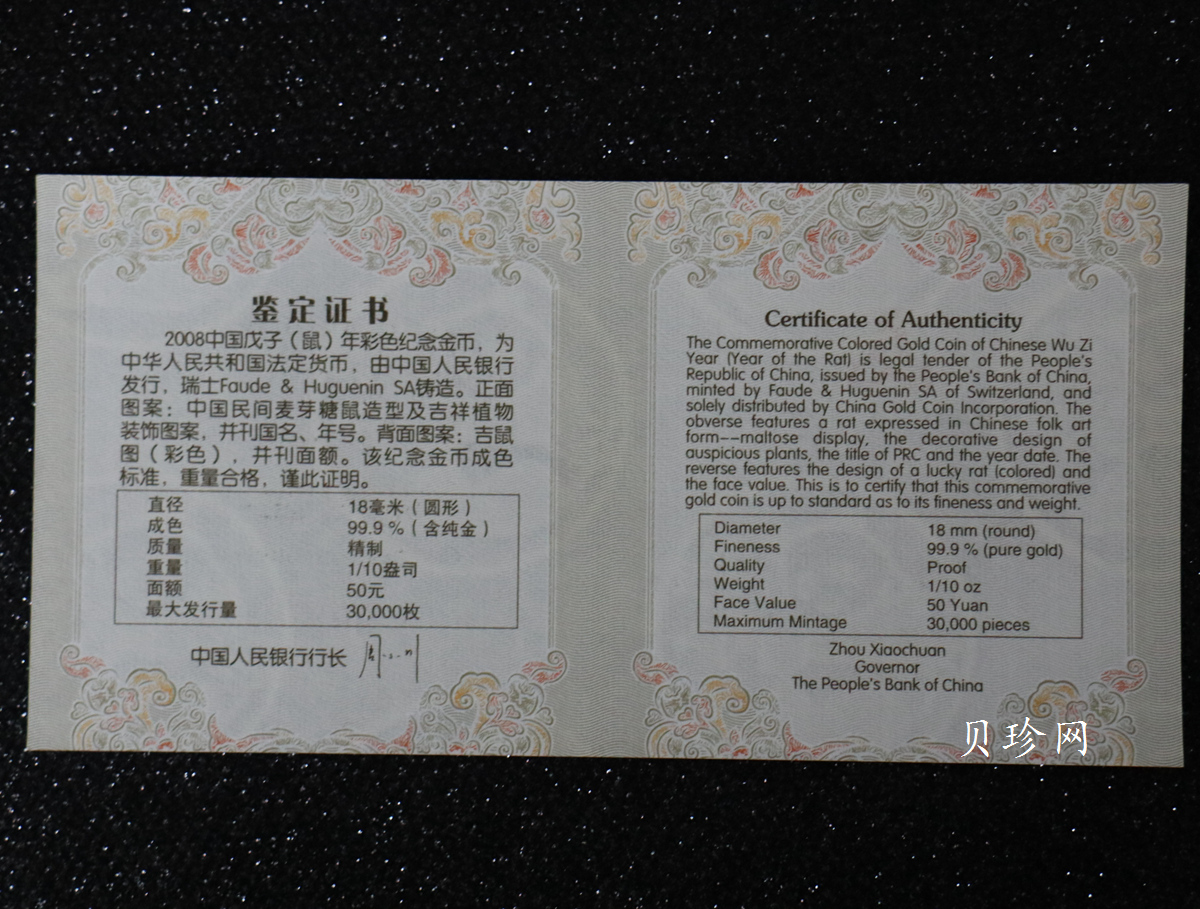 鉴定证书
2008中国戊子（鼠）年彩色纪念金币，为
中华人民共和国法定货币，由中国人民银行
发行，瑞士Faude & Huguenin SA铸造。正面
图案：中国民间麦芽糖鼠造型及吉祥植物
装饰图案，并刊国名、年号。背面图案：吉鼠
图（彩色），并刊面额。该纪念金币成色
标准，重量合格，谨此证明。
直径 18毫米（圆形）
成色 99.9％（含纯金）
质量 精制
重量 1/10盎司
面额 50元
最大发行量 30,000枚
中国人民银行行长
Certificate of Authenticity
The Commemorative Colored Gold Coin of Chinese Wu Zi
Year (Year of the Rat) is legal tender of the People's
Republic of China, issued by the People's Bank of China,
minted by Faude & Huguenin SA of Switzerland, and
solely distributed by China Gold Coin Incorporation. The
obverse features a rat expressed in Chinese folk art
form--maltose display, the decorative design of
auspicious plants, the title of PRC and the year date. The
reverse features the design of a lucky rat (colored) and
the face value. This is to certify that this commemorative
gold coin is up to standard as to its fineness and weight.
Diameter 18 mm (round)
Fineness 99.9 % (pure gold)
Quality Proof
Weight 1/10 oz
Face Value 50 Yuan
Maximum Mintage 30,000 pieces
Zhou Xiaochuan
Governor
The People's Bank of China
贝珍网